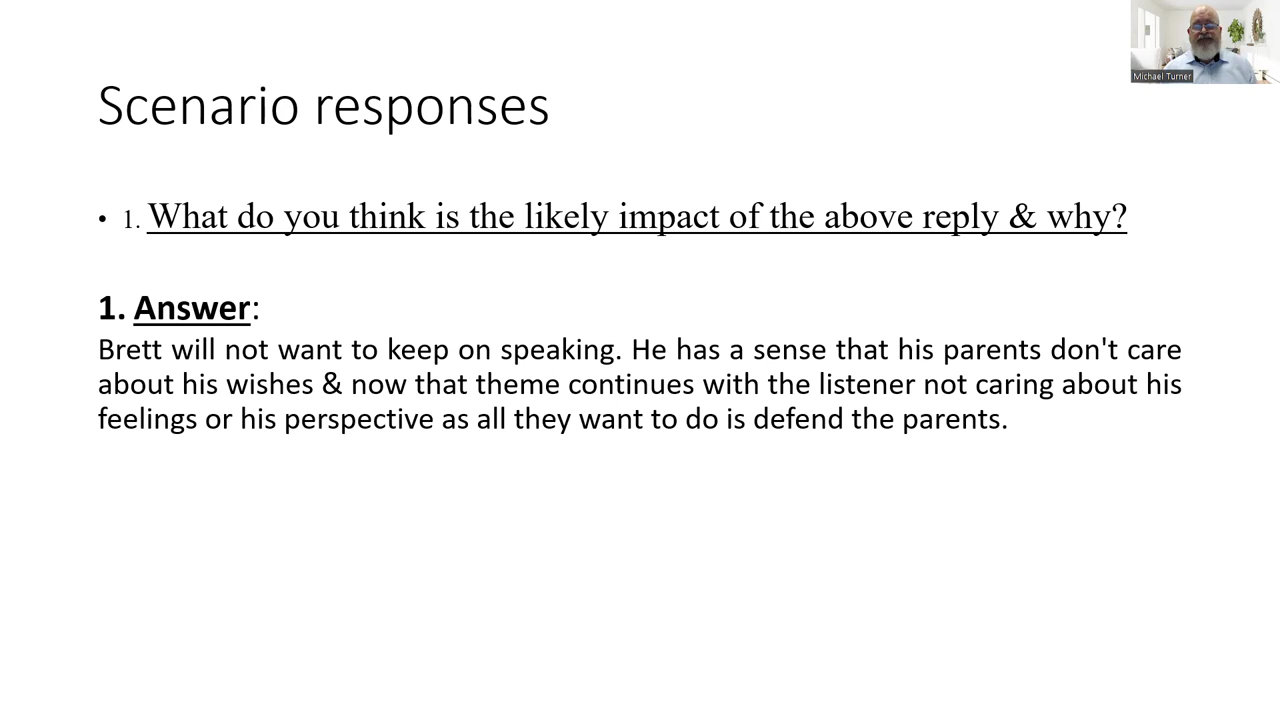 Michael Turner
Scenario responses
• 1. What do you think is the likely impact of the above reply & why?
1. Answer:
Brett will not want to keep on speaking. He has a sense that his parents don't care
about his wishes & now that theme continues with the listener not caring about his
feelings or his perspective as all they want to do is defend the parents.